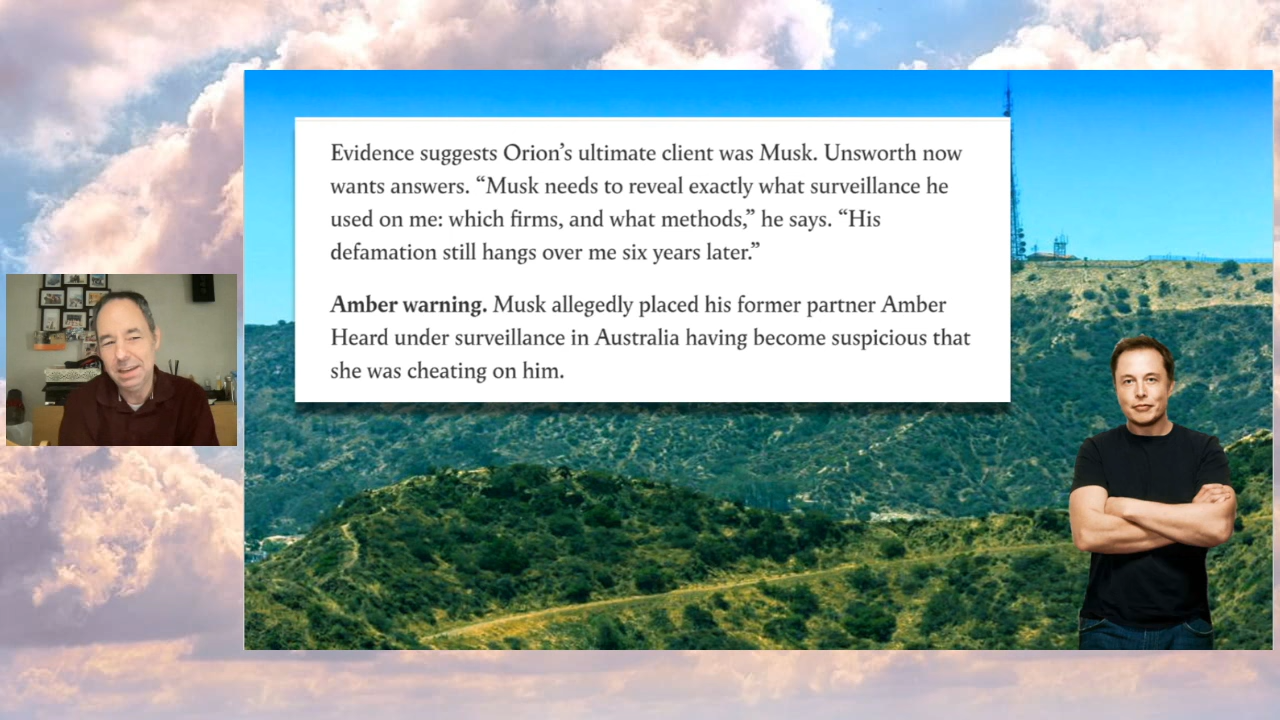 Evidence suggests Orion’s ultimate client was Musk. Unsworth now
wants answers. “Musk needs to reveal exactly what surveillance he
used on me: which firms, and what methods,” he says. “His
defamation still hangs over me six years later.”
Amber warning. Musk allegedly placed his former partner Amber
Heard under surveillance in Australia having become suspicious that
she was cheating on him.